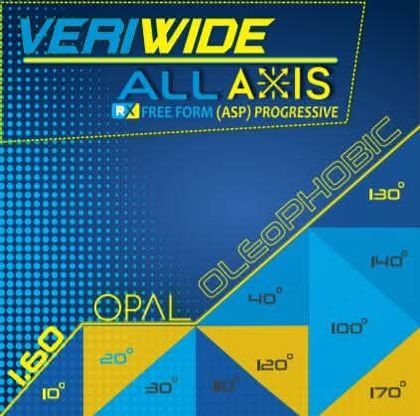 VERIWIDE
ALL AXIS
RX FREE FORM (ASP) PROGRESSIVE
OLEOPHOBIC
130°
140°
40°
OPAL
100°
1.60
20°
120°
10°
30°
110°
170°